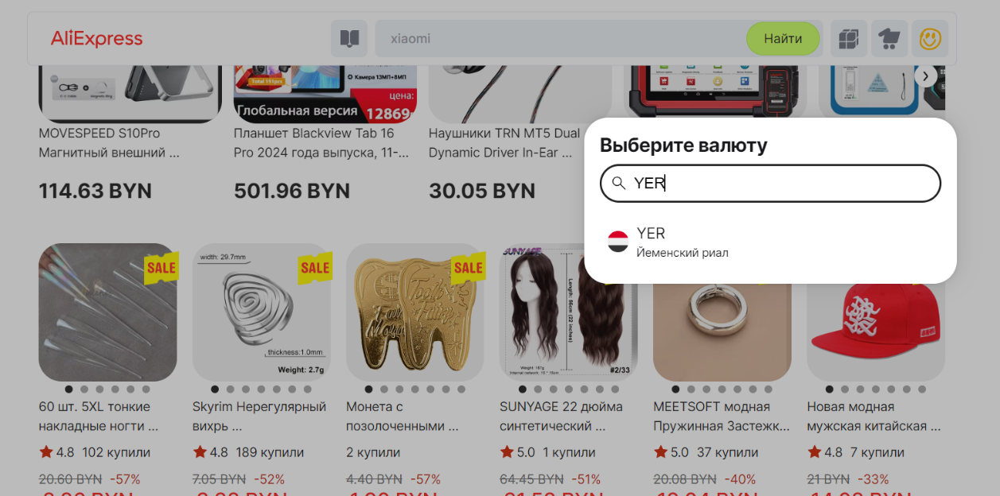 AliExpress
xiaomi
Найти
Total 191pcs
Камера 13МП+8МП
цена:
Глобальная версия
12869
MOVESPEED S10Pro
Магнитный внешний ...
114.63 BYN
Планшет Blackview Tab 16
Pro 2024 года выпуска, 11-...
501.96 BYN
Наушники TRN MT5 Dual
Dynamic Driver In-Ear ...
30.05 BYN
Выберите валюту
YER
YER
Йеменский риал
SALE
width: 29.7mm
SALE
thickness:1.0mm
Weight: 2.7g
SALE
SUNYAGE
Length: 56cm (22 inches)
#2/33
60 шт. 5XL тонкие
накладные ногти ...
4.8 102 купили
20.60 BYN -57%
Skyrim Нерегулярный
вихрь ...
4.8 189 купили
7.05 BYN -52%
Монета с
позолоченными ...
2 купили
4.40 BYN -57%
SUNYAGE 22 дюйма
синтетический ...
5.0 1 купили
64.45 BYN -51%
MEETSOFT модная
Пружинная Застежк...
5.0 37 купили
20.08 BYN -40%
Новая модная
мужская китайская ...
4.8 7 купили
21 BYN -33%